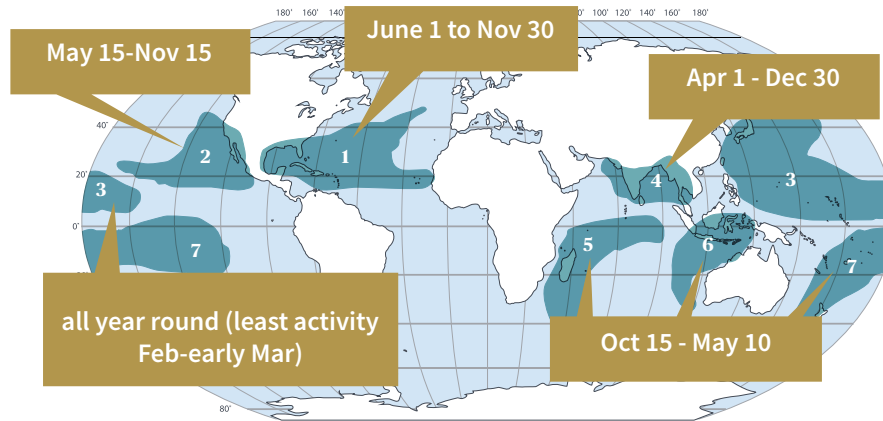 180° 140° 100° 120° 140° 180°
June 1 to Nov 30
May 15-Nov 15
Apr 1 - Dec 30
40°
2
1
3
4
3
20°
0°
5
6
7
7
all year round (least activity
Feb-early Mar)
Oct 15 - May 10
80°